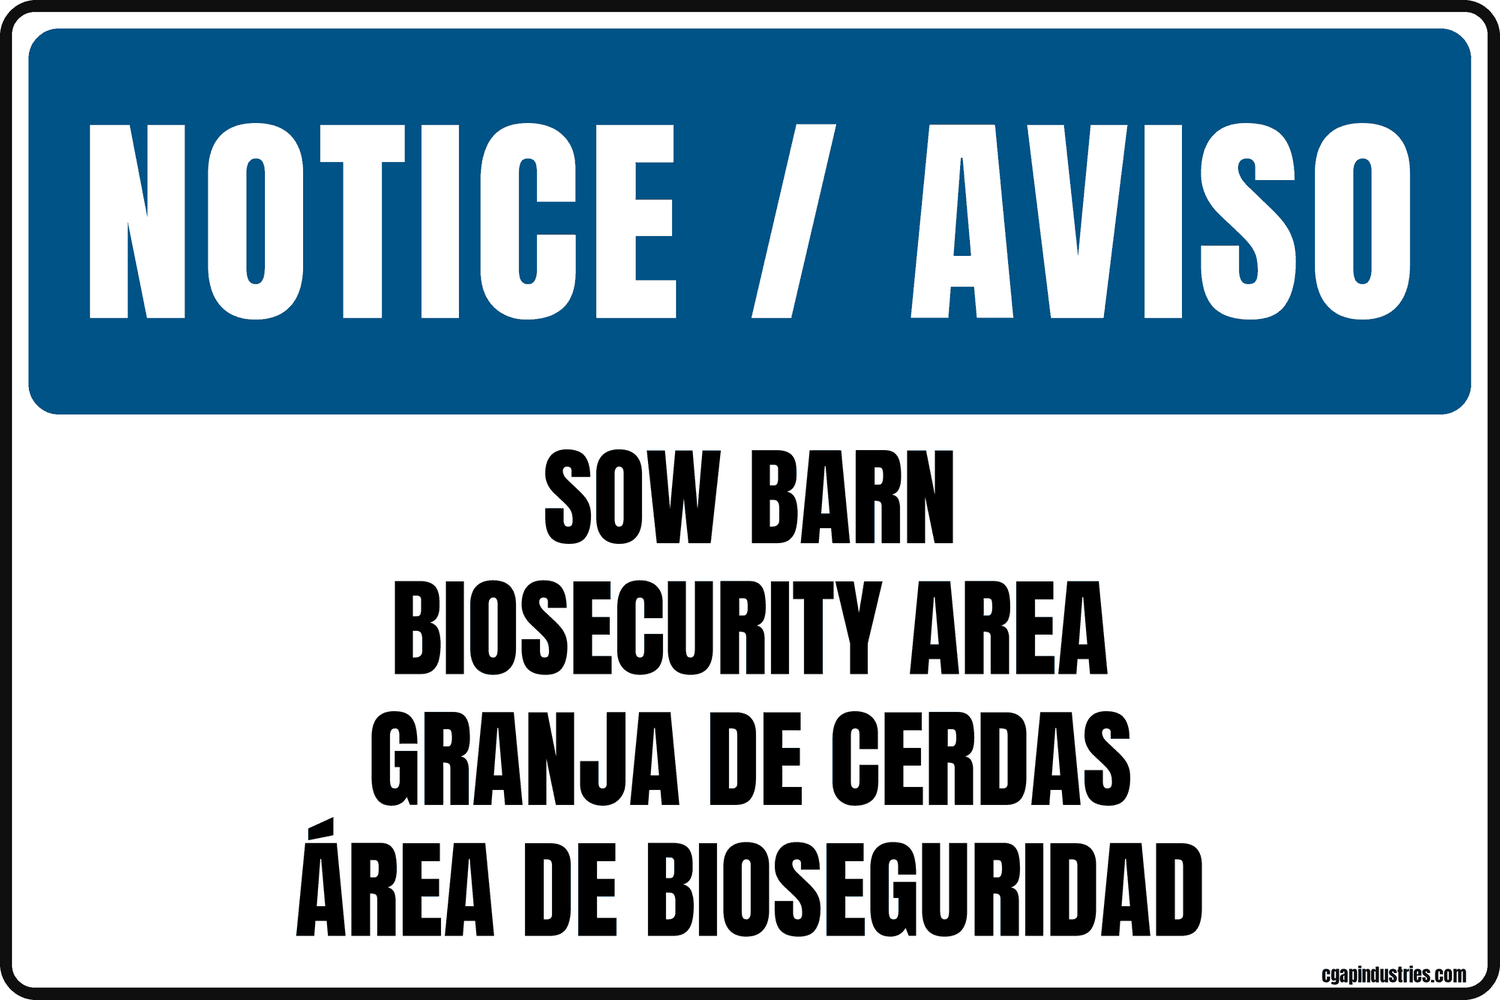 NOTICE / AVISO
SOW BARN
BIOSECURITY AREA
GRANJA DE CERDAS
ÁREA DE BIOSEGURIDAD
cgapindustries.com